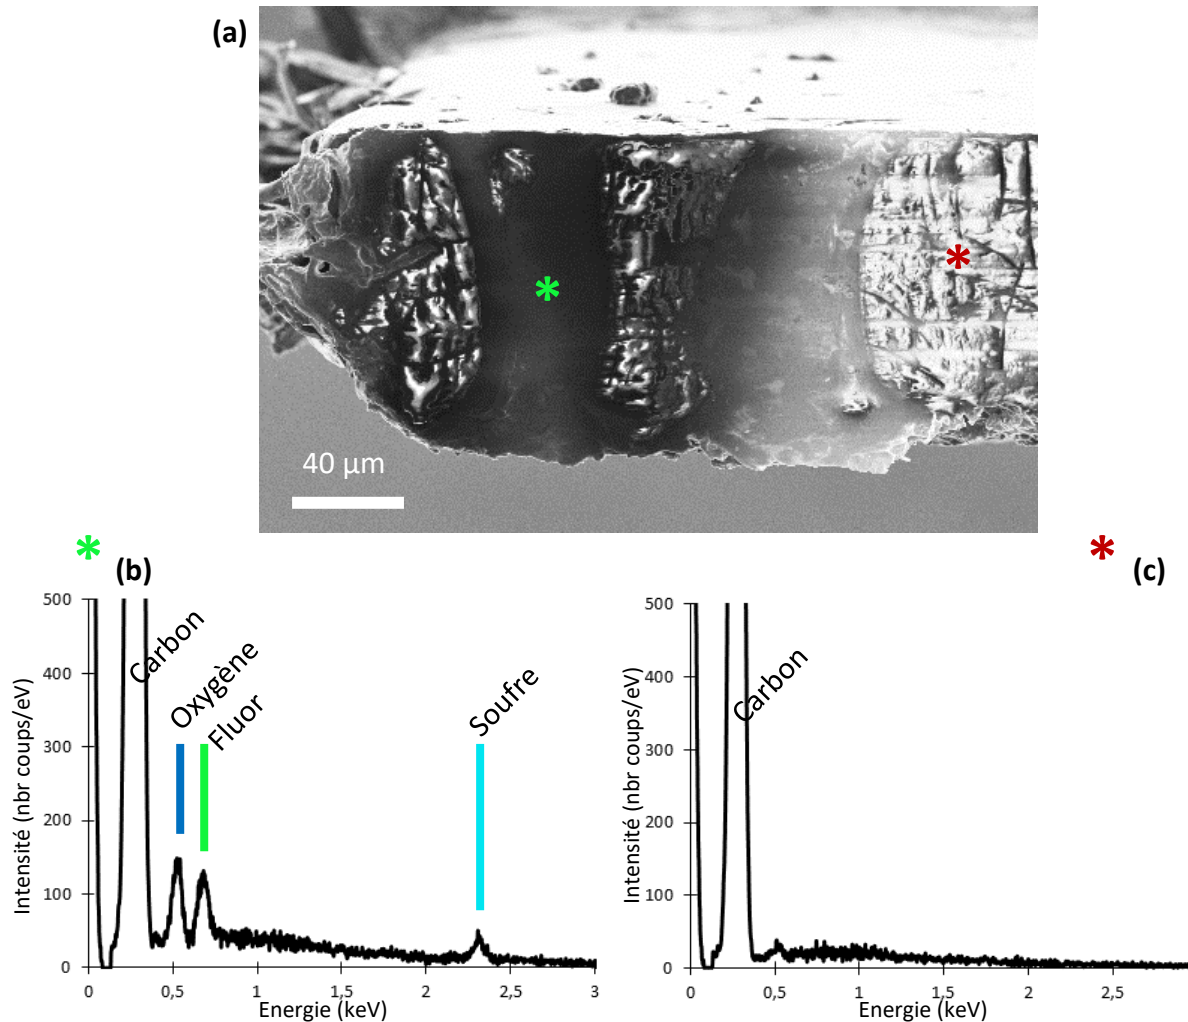 (a)
40 µm
(b)
(c)
500
400
300
200
100
0
0
0,5
1
1,5
2
2,5
3
Intensité (nbr coups/eV)
Energie (keV)
Carbon
Oxygène
Fluor
Soufre
500
400
300
200
100
0
0
0,5
1
1,5
2
2,5
Intensité (nbr coups/eV)
Energie (keV)
Carbon